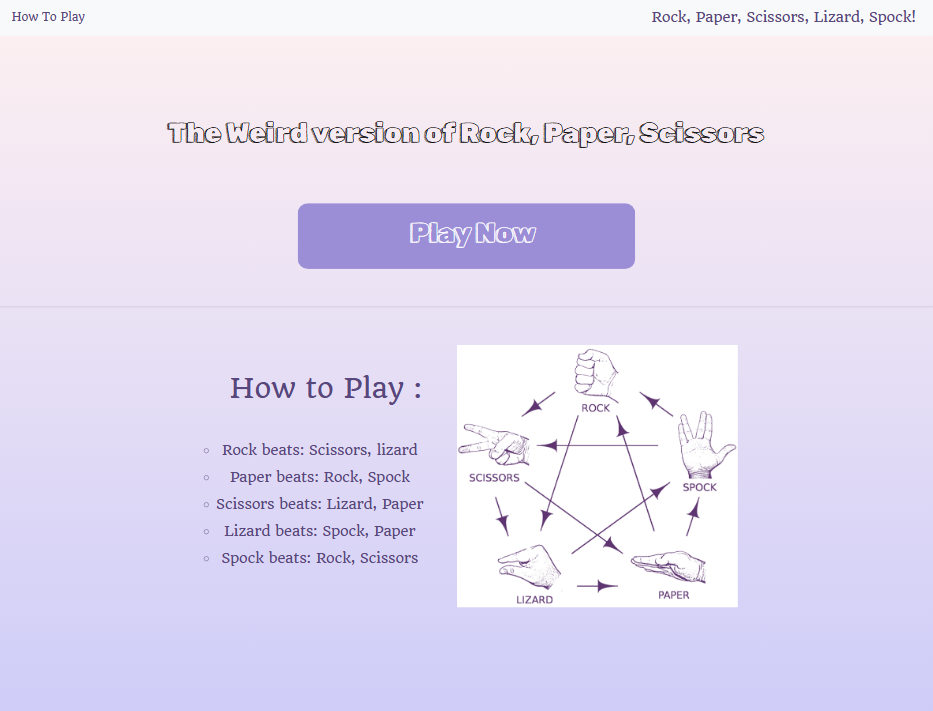 How To Play
Rock, Paper, Scissors, Lizard, Spock!
The Weird version of Rock, Paper, Scissors
Play Now
How to Play :
Rock beats: Scissors, lizard
Paper beats: Rock, Spock
Scissors beats: Lizard, Paper
Lizard beats: Spock, Paper
Spock beats: Rock, Scissors
ROCK
SCISSORS
SPOCK
LIZARD
PAPER